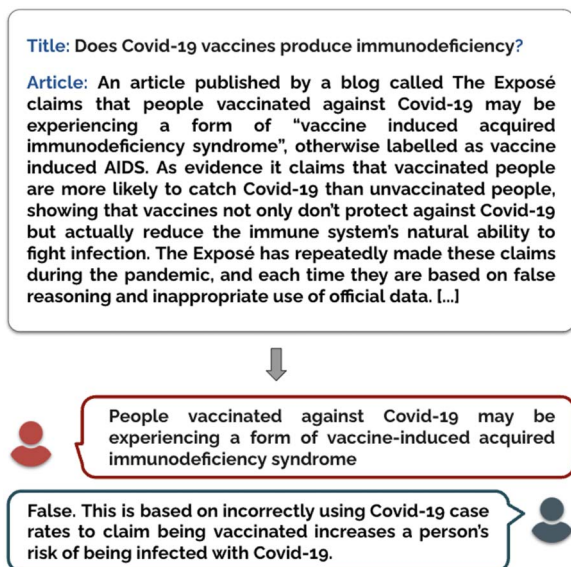 Title: Does Covid-19 vaccines produce immunodeficiency?
Article: An article published by a blog called The Exposé
claims that people vaccinated against Covid-19 may be
experiencing a form of “vaccine induced acquired
immunodeficiency syndrome”, otherwise labelled as vaccine
induced AIDS. As evidence it claims that vaccinated people
are more likely to catch Covid-19 than unvaccinated people,
showing that vaccines not only don’t protect against Covid-19
but actually reduce the immune system’s natural ability to
fight infection. The Exposé has repeatedly made these claims
during the pandemic, and each time they are based on false
reasoning and inappropriate use of official data. [...]
People vaccinated against Covid-19 may be
experiencing a form of vaccine-induced acquired
immunodeficiency syndrome
False. This is based on incorrectly using Covid-19 case
rates to claim being vaccinated increases a person’s
risk of being infected with Covid-19.